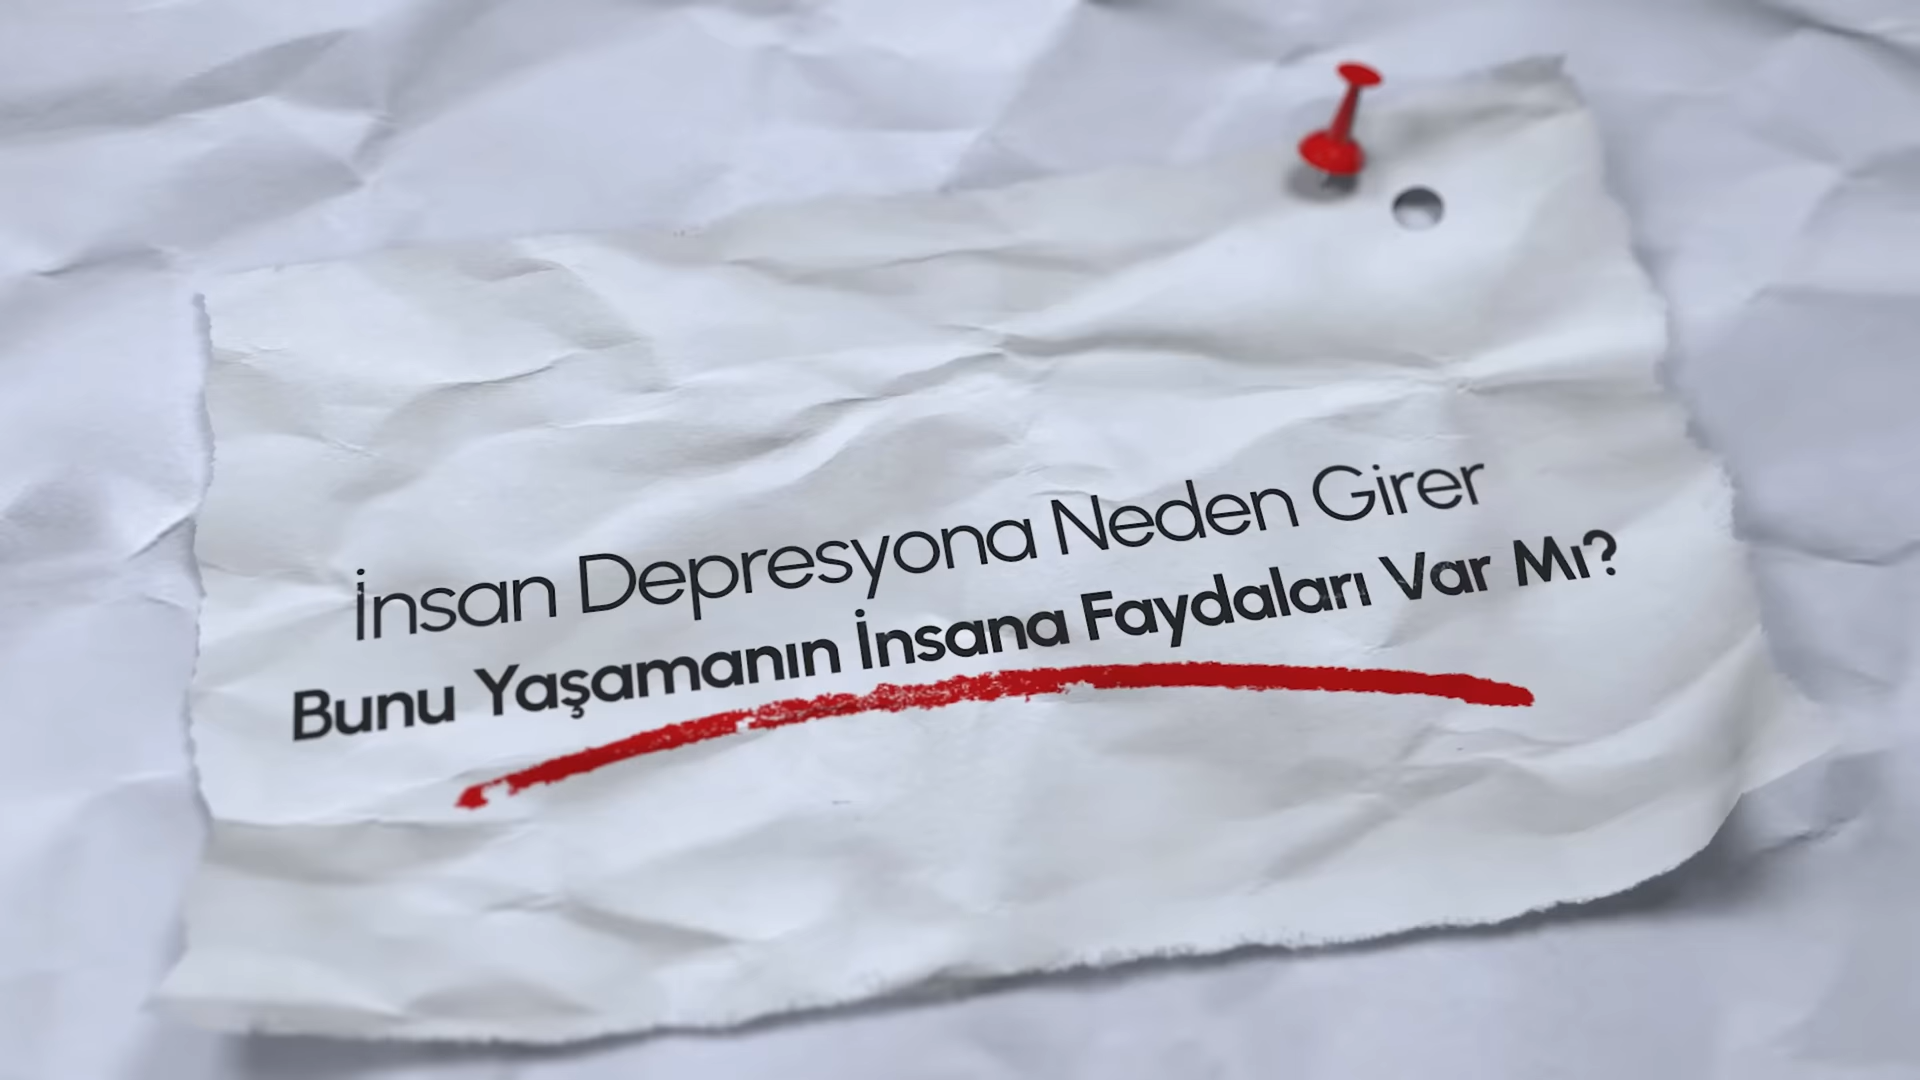 İnsan Depresyona Neden Girer
Bunu Yaşamanın İnsana Faydaları Var Mı?